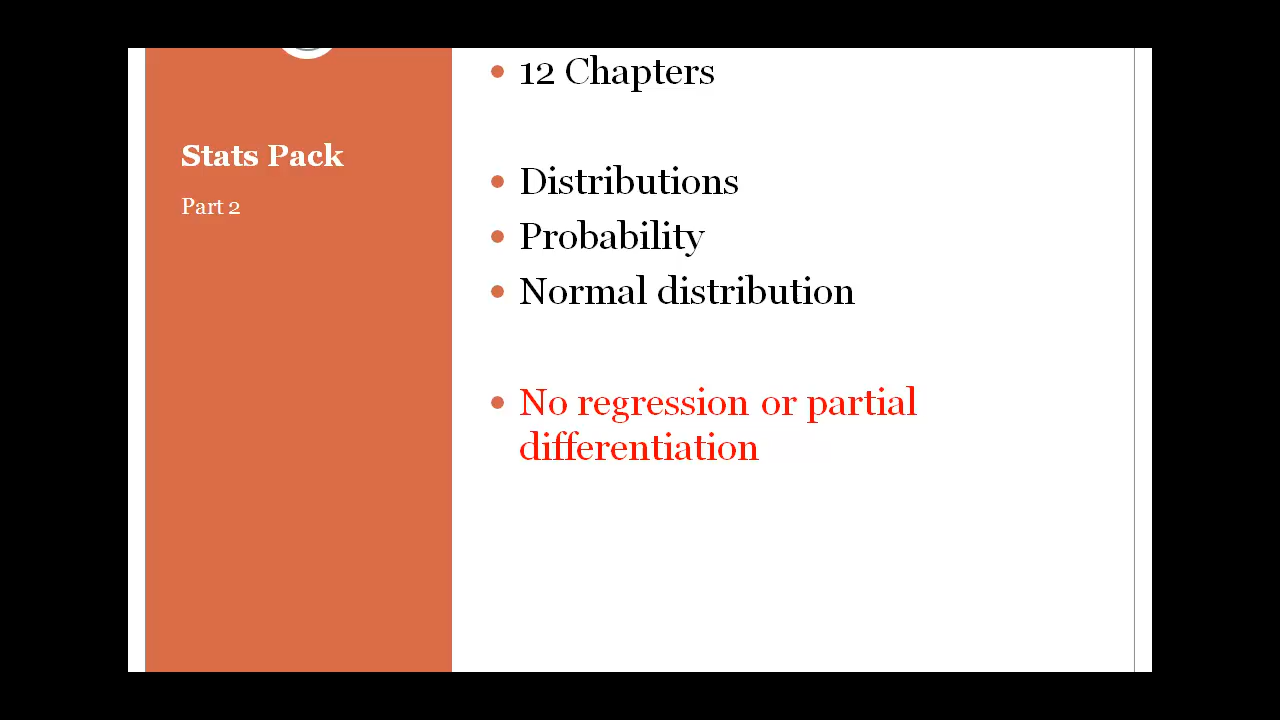 Stats Pack
Part 2
12 Chapters
Distributions
Probability
Normal distribution
No regression or partial
differentiation